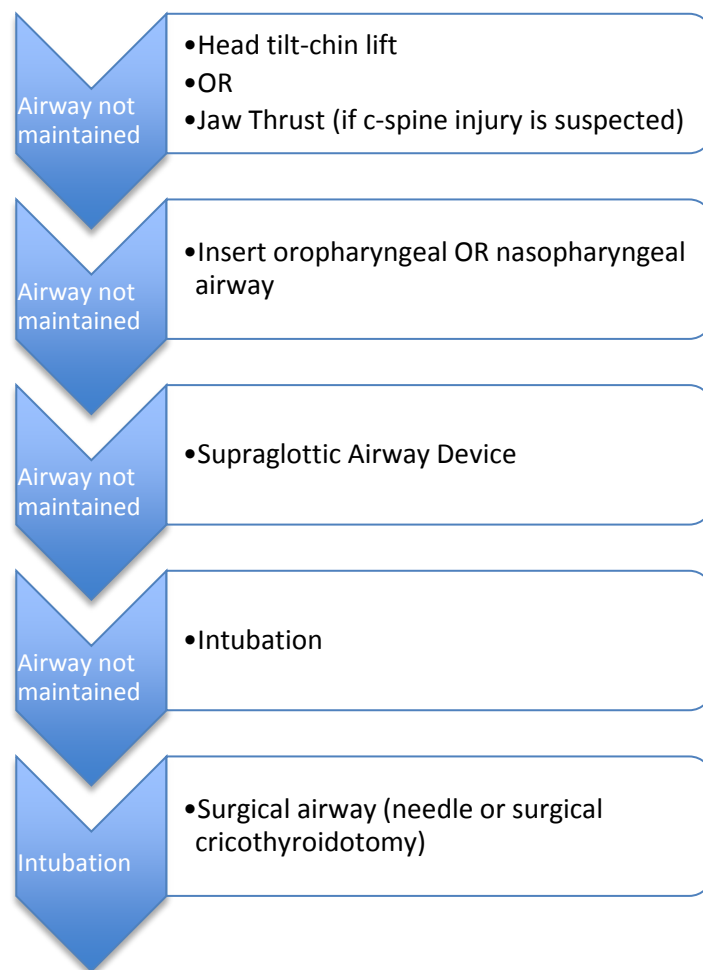 •Head tilt-chin lift
•OR
•Jaw Thrust (if c-spine injury is suspected)
Airway not
maintained
•Insert oropharyngeal OR nasopharyngeal
airway
Airway not
maintained
•Supraglottic Airway Device
Airway not
maintained
•Intubation
Airway not
maintained
•Surgical airway (needle or surgical
cricothyroidotomy)
Intubation